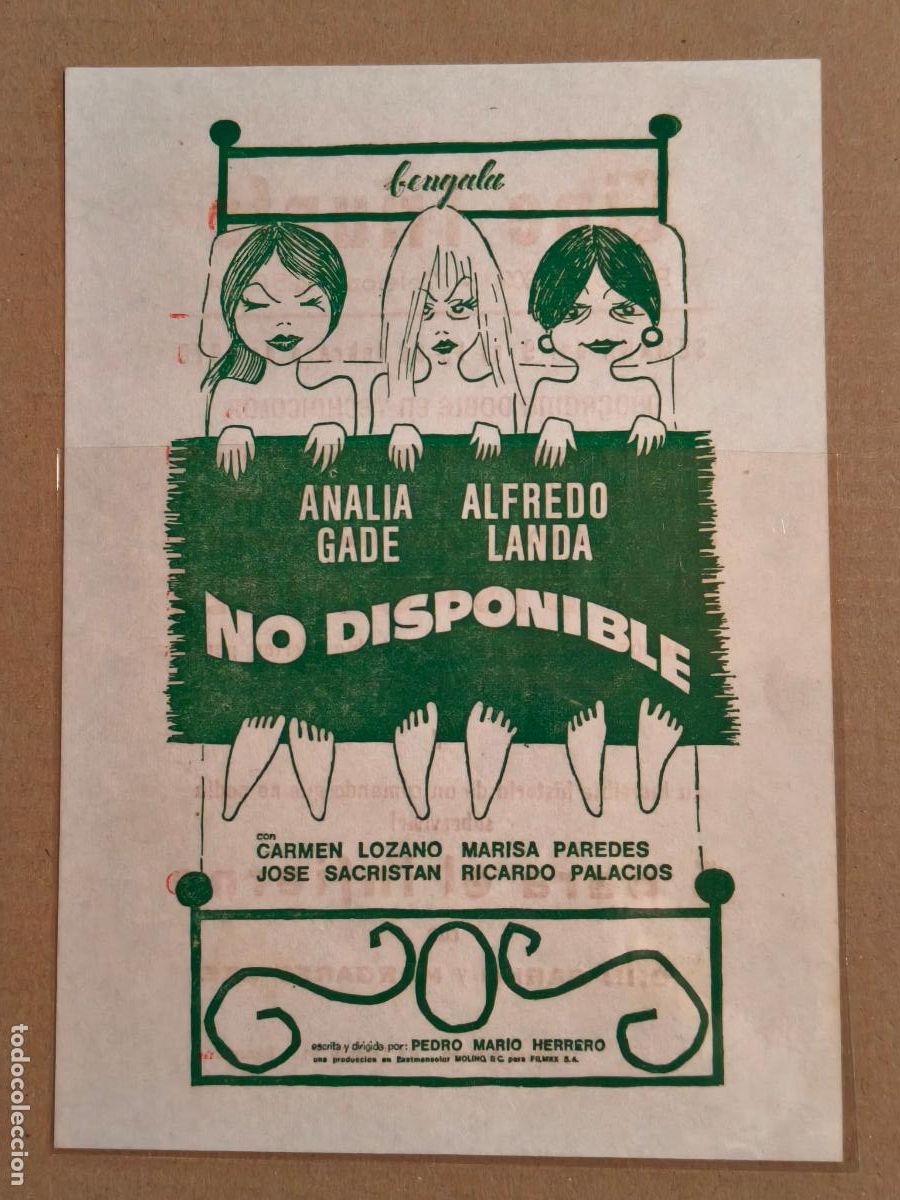 bengala
ANALIA ALFREDO
GADE LANDA
NO DISPONIBLE
con
CARMEN LOZANO MARISA PAREDES
JOSE SACRISTAN RICARDO PALACIOS
escrita y dirigida por: PEDRO MARIO HERRERO
una produccion en Eastmancolor MOLINO, S.C. para FILMAX S.A.
todocoleccion